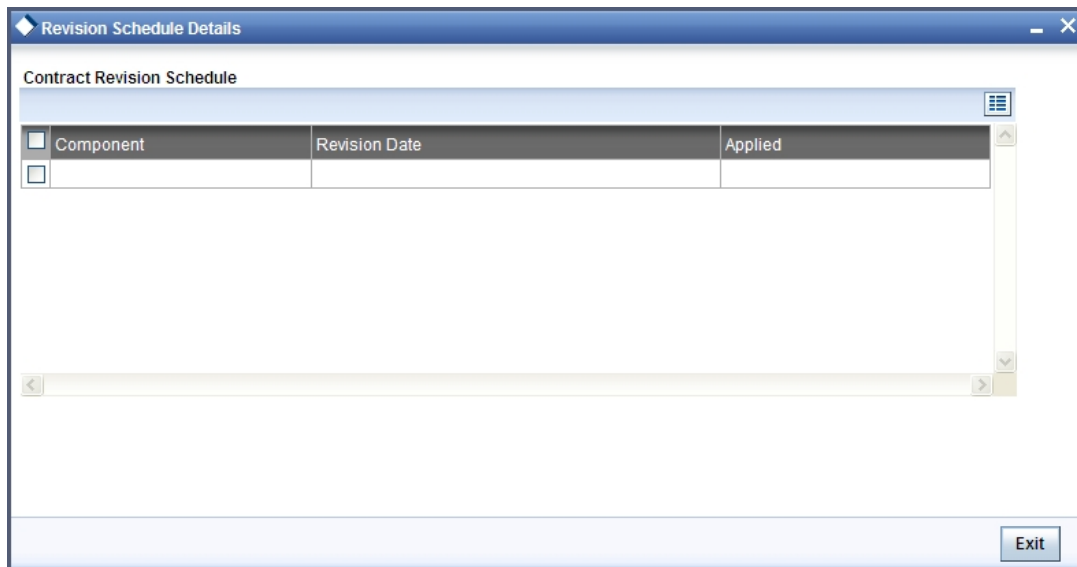 Revision Schedule Details
Contract Revision Schedule
Component Revision Date Applied
Exit